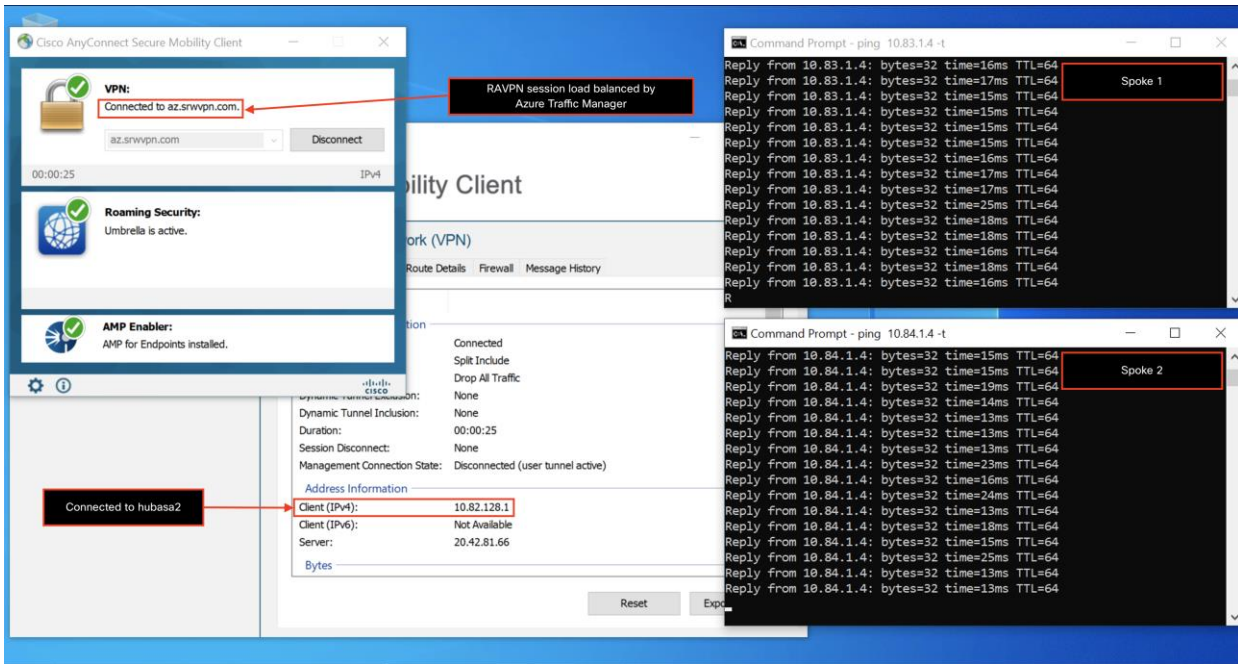 Cisco AnyConnect Secure Mobility Client
VPN:
Connected to az.srwvpn.com.
az.srwvpn.com
Disconnect
00:00:25
IPv4
Roaming Security:
Umbrella is active.
AMP Enabler:
AMP for Endpoints installed.
cisco
RAVPN session load balanced by
Azure Traffic Manager
bility Client
ork (VPN)
Route Details Firewall Message History
tion
Connected
Split Include
Drop All Traffic
None
Dynamic Tunnel Inclusion: None
Duration: 00:00:25
Session Disconnect: None
Management Connection State: Disconnected (user tunnel active)
Address Information
Client (IPv4): 10.82.128.1
Client (IPv6): Not Available
Server: 20.42.81.66
Bytes
Reset
Expo
Connected to hubasa2
Command Prompt - ping 10.83.1.4 -t
Spoke 1
Reply from 10.83.1.4: bytes=32 time=16ms TTL=64
Reply from 10.83.1.4: bytes=32 time=17ms TTL=64
Reply from 10.83.1.4: bytes=32 time=15ms TTL=64
Reply from 10.83.1.4: bytes=32 time=15ms TTL=64
Reply from 10.83.1.4: bytes=32 time=15ms TTL=64
Reply from 10.83.1.4: bytes=32 time=15ms TTL=64
Reply from 10.83.1.4: bytes=32 time=16ms TTL=64
Reply from 10.83.1.4: bytes=32 time=17ms TTL=64
Reply from 10.83.1.4: bytes=32 time=17ms TTL=64
Reply from 10.83.1.4: bytes=32 time=25ms TTL=64
Reply from 10.83.1.4: bytes=32 time=18ms TTL=64
Reply from 10.83.1.4: bytes=32 time=18ms TTL=64
Reply from 10.83.1.4: bytes=32 time=16ms TTL=64
Reply from 10.83.1.4: bytes=32 time=18ms TTL=64
Reply from 10.83.1.4: bytes=32 time=16ms TTL=64
R
Command Prompt - ping 10.84.1.4 -t
Spoke 2
Reply from 10.84.1.4: bytes=32 time=15ms TTL=64
Reply from 10.84.1.4: bytes=32 time=15ms TTL=64
Reply from 10.84.1.4: bytes=32 time=19ms TTL=64
Reply from 10.84.1.4: bytes=32 time=14ms TTL=64
Reply from 10.84.1.4: bytes=32 time=13ms TTL=64
Reply from 10.84.1.4: bytes=32 time=13ms TTL=64
Reply from 10.84.1.4: bytes=32 time=13ms TTL=64
Reply from 10.84.1.4: bytes=32 time=23ms TTL=64
Reply from 10.84.1.4: bytes=32 time=16ms TTL=64
Reply from 10.84.1.4: bytes=32 time=24ms TTL=64
Reply from 10.84.1.4: bytes=32 time=13ms TTL=64
Reply from 10.84.1.4: bytes=32 time=18ms TTL=64
Reply from 10.84.1.4: bytes=32 time=15ms TTL=64
Reply from 10.84.1.4: bytes=32 time=25ms TTL=64
Reply from 10.84.1.4: bytes=32 time=13ms TTL=64
Reply from 10.84.1.4: bytes=32 time=13ms TTL=64